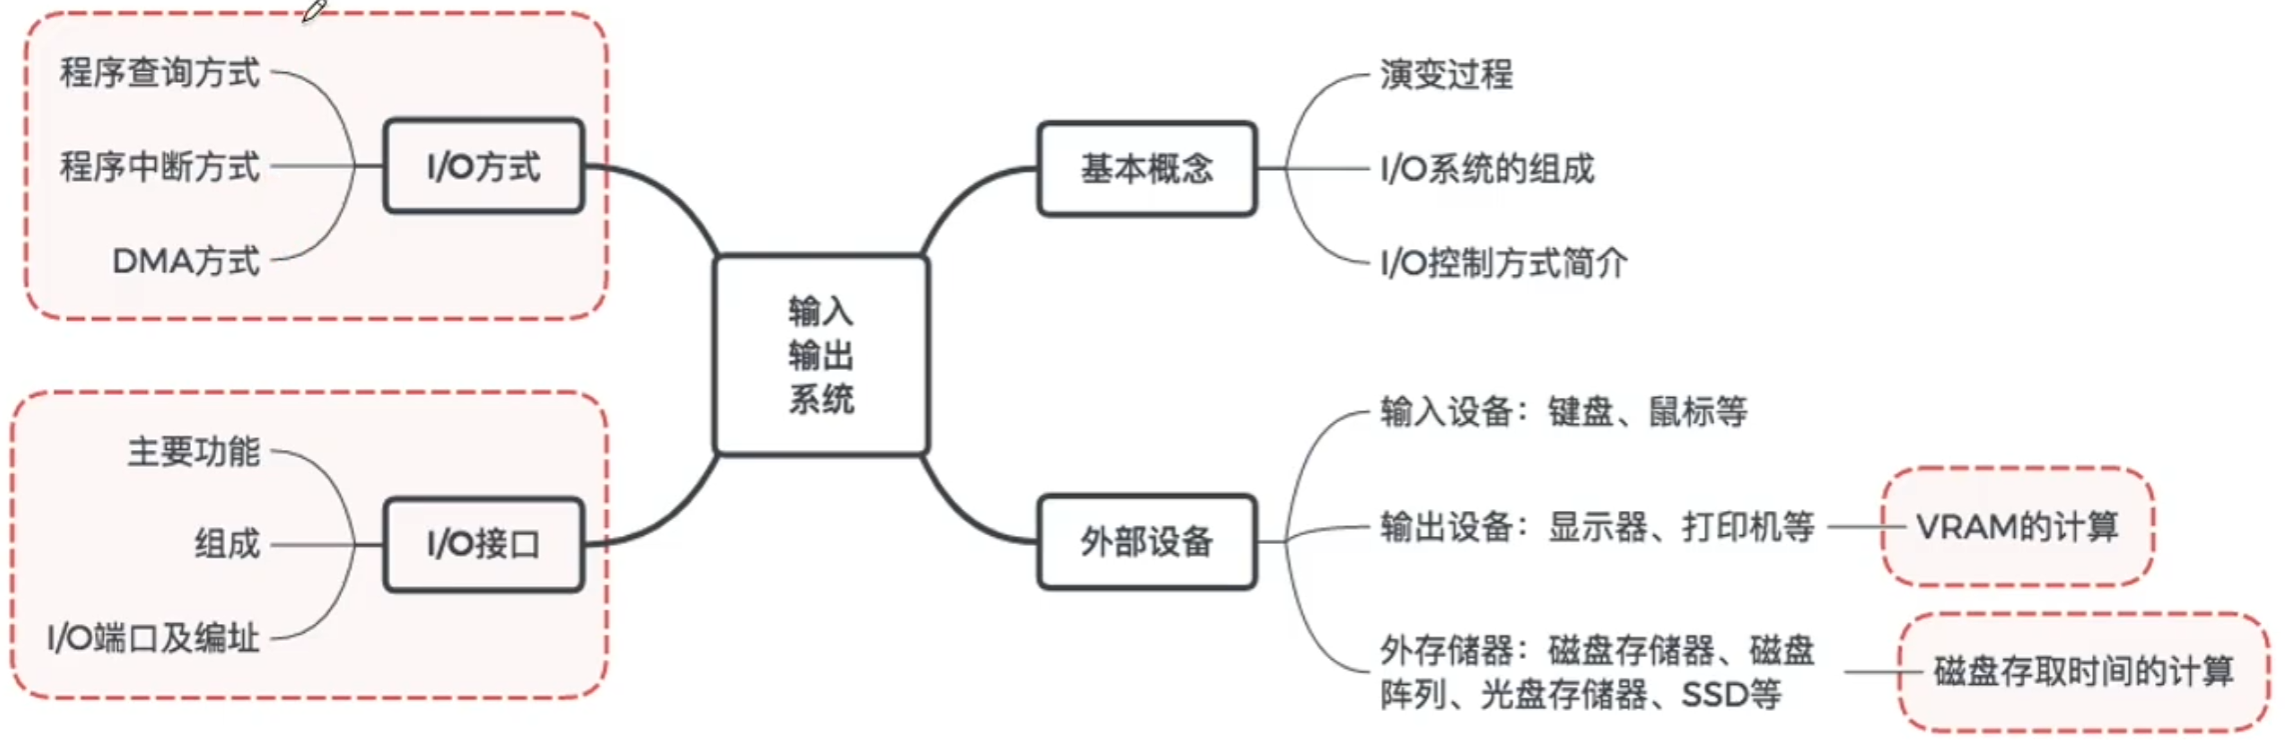 程序查询方式
程序中断方式
DMA方式
I/O方式
主要功能
组成
I/O端口及编址
I/O接口
输入
输出
系统
基本概念
演变过程
I/O系统的组成
I/O控制方式简介
外部设备
输入设备：键盘、鼠标等
输出设备：显示器、打印机等
VRAM的计算
外存储器：磁盘存储器、磁盘
阵列、光盘存储器、SSD等
磁盘存取时间的计算